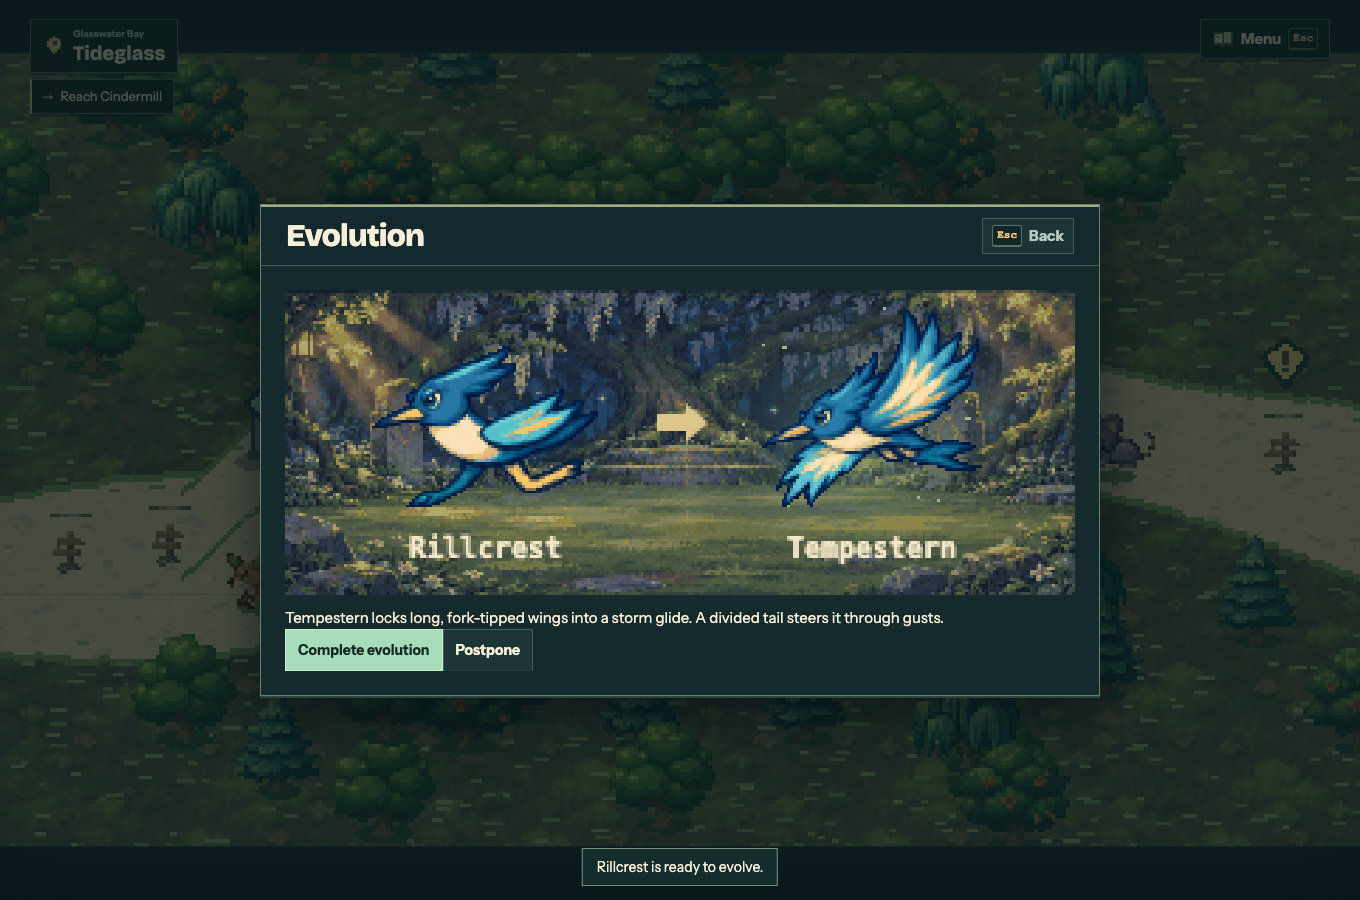 Glasswater Bay
Tideglass
→ Reach Cindermill
Menu Esc
Evolution
Esc Back
Rillcrest
Tempestern
Tempestern locks long, fork-tipped wings into a storm glide. A divided tail steers it through gusts.
Complete evolution
Postpone
Rillcrest is ready to evolve.